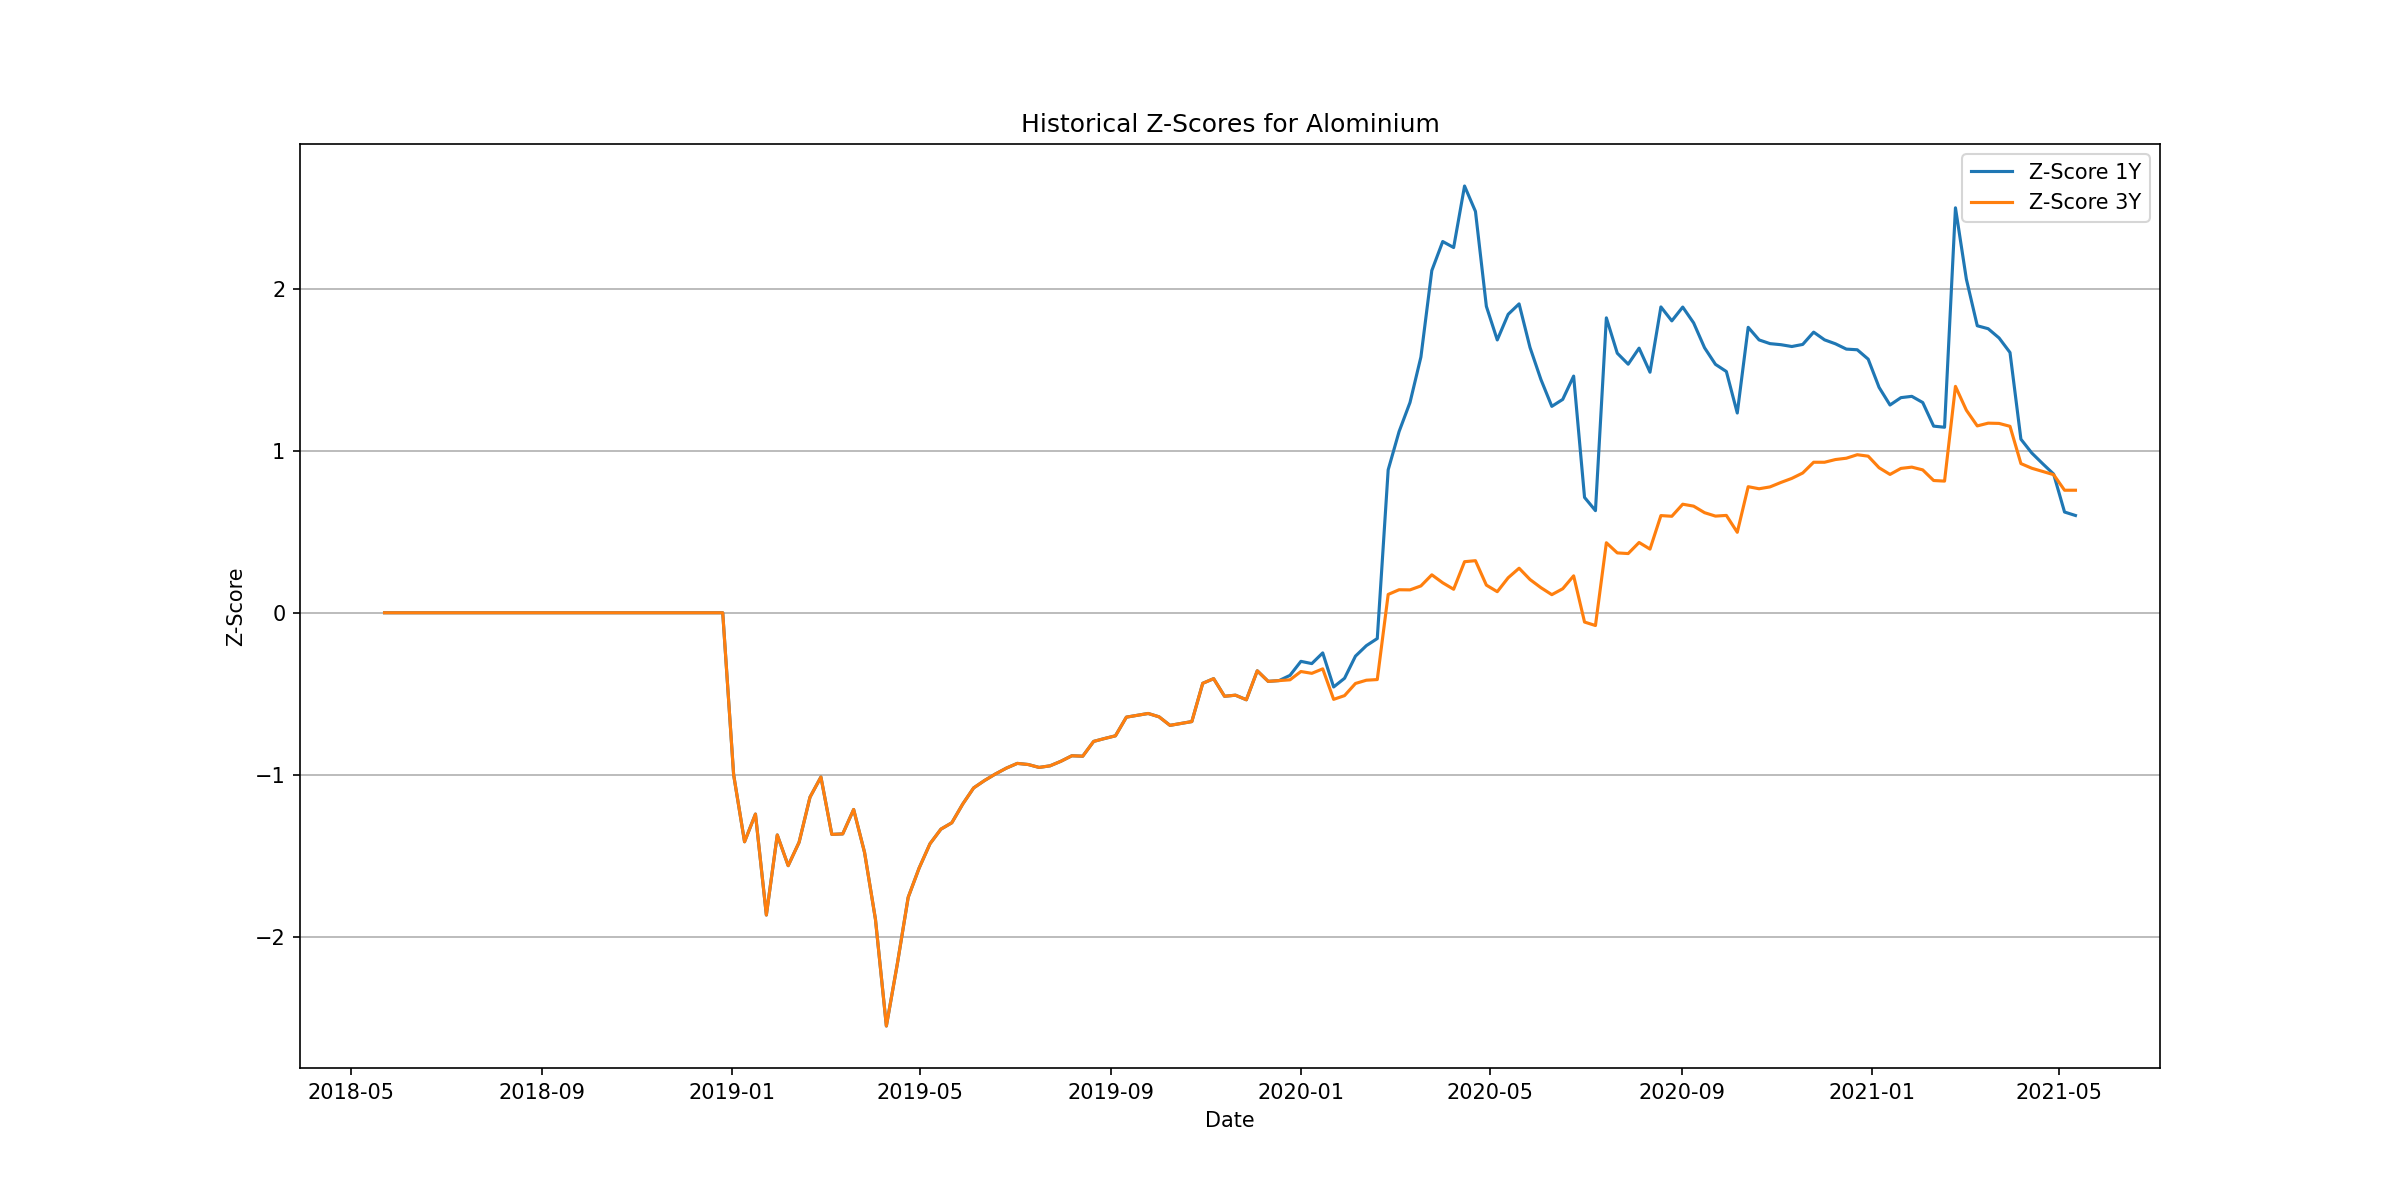 Historical Z-Scores for Alominium
Z-Score 1Y
Z-Score 3Y
Z-Score
2
1
0
−1
−2
2018-05 2018-09 2019-01 2019-05 2019-09 2020-01 2020-05 2020-09 2021-01 2021-05
Date